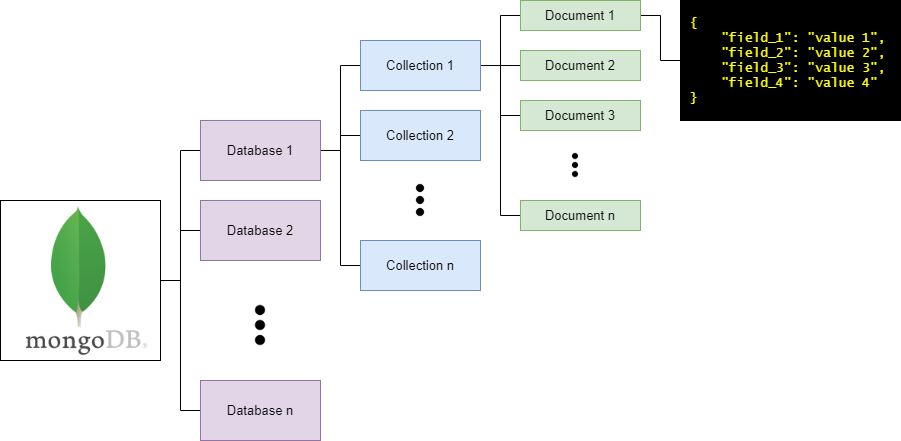 mongoDB®
Database 1
Database 2
Database n
Collection 1
Collection 2
Collection n
Document 1
Document 2
Document 3
Document n
{
"field_1": "value 1",
"field_2": "value 2",
"field_3": "value 3",
"field_4": "value 4"
}